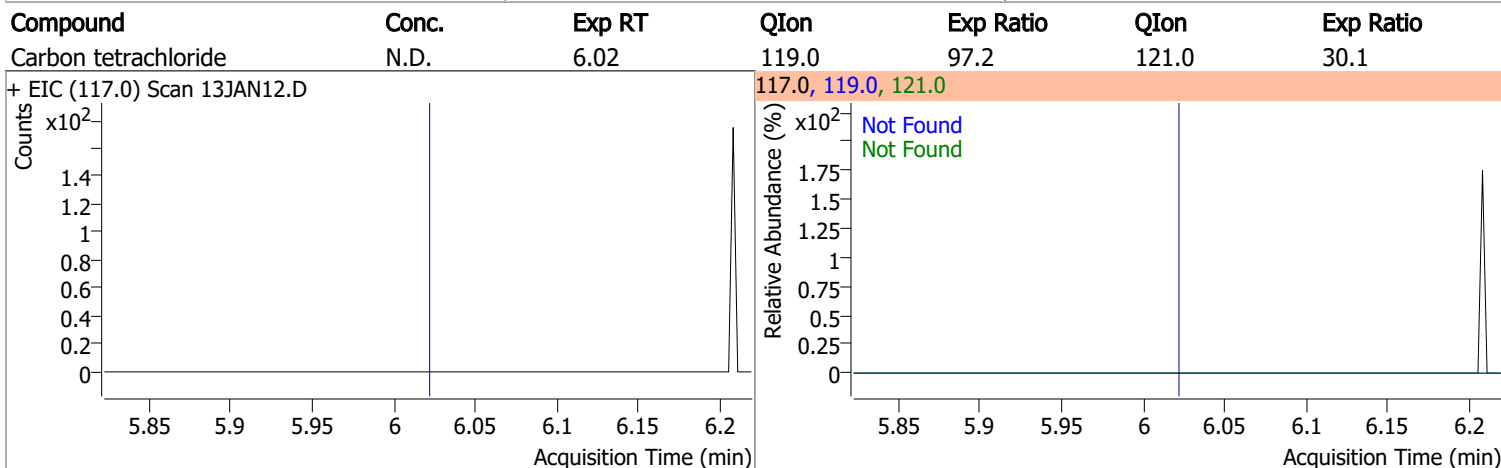 Compound Conc. Exp RT QIon Exp Ratio QIon Exp Ratio
Carbon tetrachloride N.D. 6.02 119.0 97.2 121.0 30.1
+ EIC (117.0) Scan 13JAN12.D
Counts
x10²
1.4
1.2
1
0.8
0.6
0.4
0.2
0
5.85 5.9 5.95 6 6.05 6.1 6.15 6.2
Acquisition Time (min)
117.0, 119.0, 121.0
Relative Abundance (%)
x10²
Not Found
Not Found
1.75
1.5
1.25
1
0.75
0.5
0.25
0
5.85 5.9 5.95 6 6.05 6.1 6.15 6.2
Acquisition Time (min)